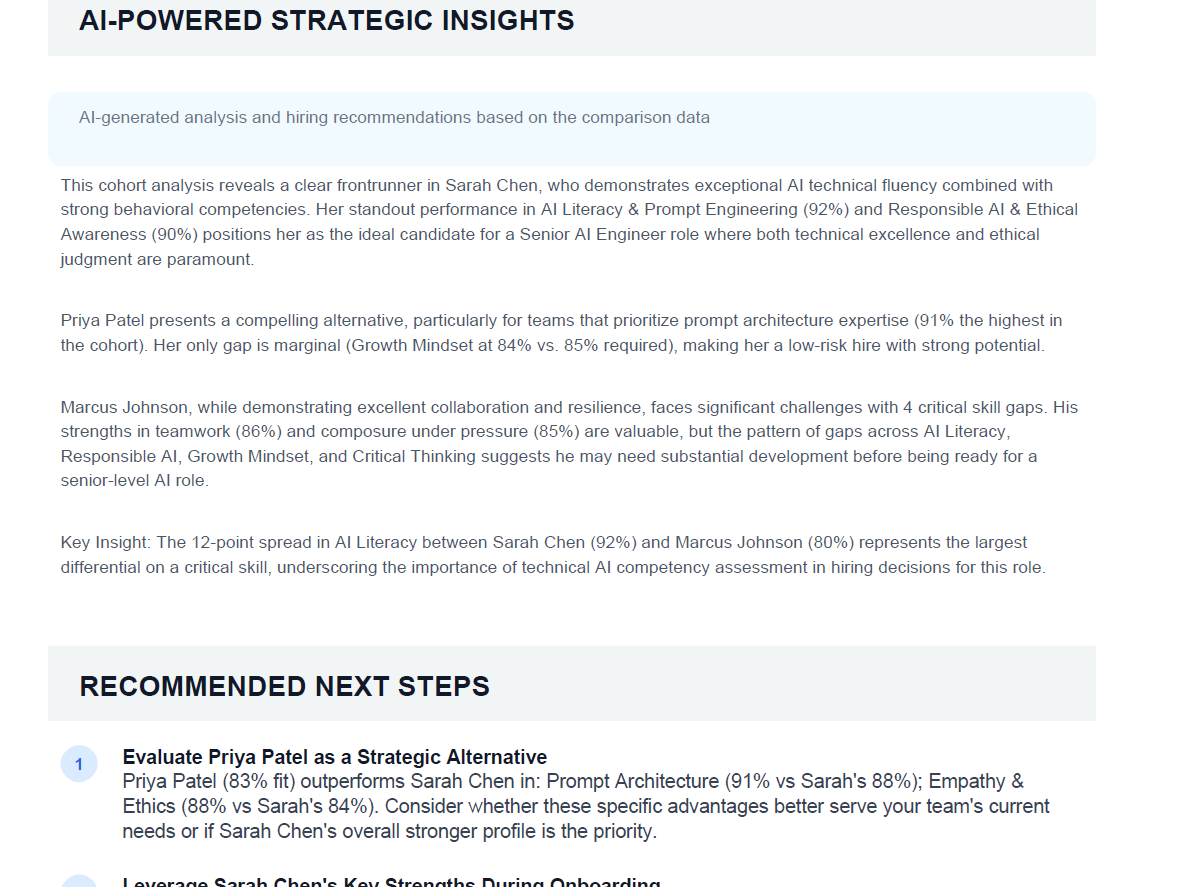 AI-POWERED STRATEGIC INSIGHTS
AI-generated analysis and hiring recommendations based on the comparison data
This cohort analysis reveals a clear frontrunner in Sarah Chen, who demonstrates exceptional AI technical fluency combined with
strong behavioral competencies. Her standout performance in AI Literacy & Prompt Engineering (92%) and Responsible AI & Ethical
Awareness (90%) positions her as the ideal candidate for a Senior AI Engineer role where both technical excellence and ethical
judgment are paramount.
Priya Patel presents a compelling alternative, particularly for teams that prioritize prompt architecture expertise (91% the highest in
the cohort). Her only gap is marginal (Growth Mindset at 84% vs. 85% required), making her a low-risk hire with strong potential.
Marcus Johnson, while demonstrating excellent collaboration and resilience, faces significant challenges with 4 critical skill gaps. His
strengths in teamwork (86%) and composure under pressure (85%) are valuable, but the pattern of gaps across AI Literacy,
Responsible AI, Growth Mindset, and Critical Thinking suggests he may need substantial development before being ready for a
senior-level AI role.
Key Insight: The 12-point spread in AI Literacy between Sarah Chen (92%) and Marcus Johnson (80%) represents the largest
differential on a critical skill, underscoring the importance of technical AI competency assessment in hiring decisions for this role.
RECOMMENDED NEXT STEPS
1
Evaluate Priya Patel as a Strategic Alternative
Priya Patel (83% fit) outperforms Sarah Chen in: Prompt Architecture (91% vs Sarah's 88%); Empathy &
Ethics (88% vs Sarah's 84%). Consider whether these specific advantages better serve your team's current
needs or if Sarah Chen's overall stronger profile is the priority.
Leverage Sarah Chen's Key Strengths During Onboarding